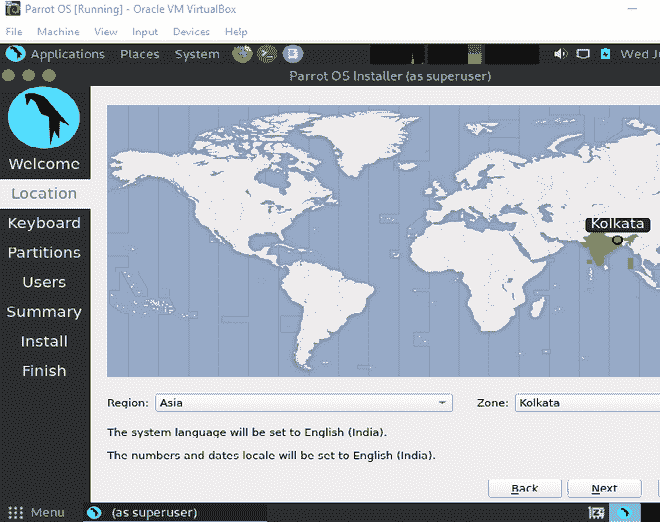 Parrot OS [Running] - Oracle VM VirtualBox
File Machine View Input Devices Help
Applications Places System Wed Ju
Parrot OS Installer (as superuser)
Welcome
Location
Keyboard
Partitions
Users
Summary
Install
Finish
Kolkata
Region: Asia Zone: Kolkata
The system language will be set to English (India).
The numbers and dates locale will be set to English (India).
Back Next
Menu (as superuser)